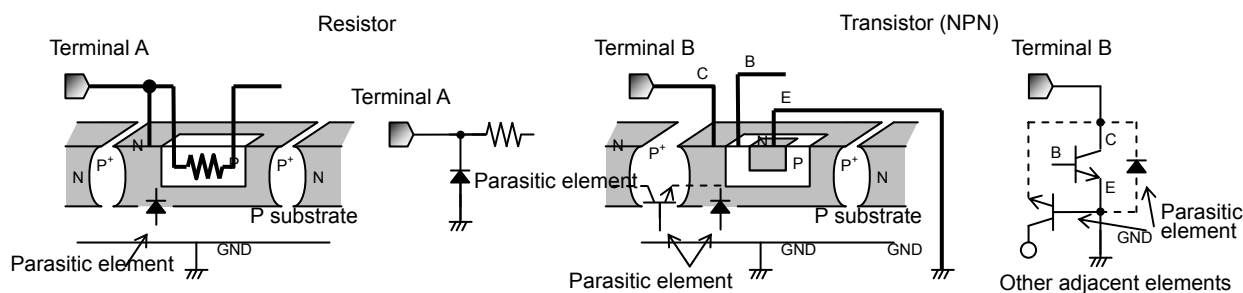 Resistor
Transistor (NPN)
Terminal A
Terminal B
Terminal B
C
B
E
Terminal A
N
P
N
P+
P+
N
N
P+
N
P
P+
N
C
B
E
Parasitic element
P substrate
P substrate
Parasitic element
GND
GND
GND
GND
Parasitic element
Parasitic element
Other adjacent elements